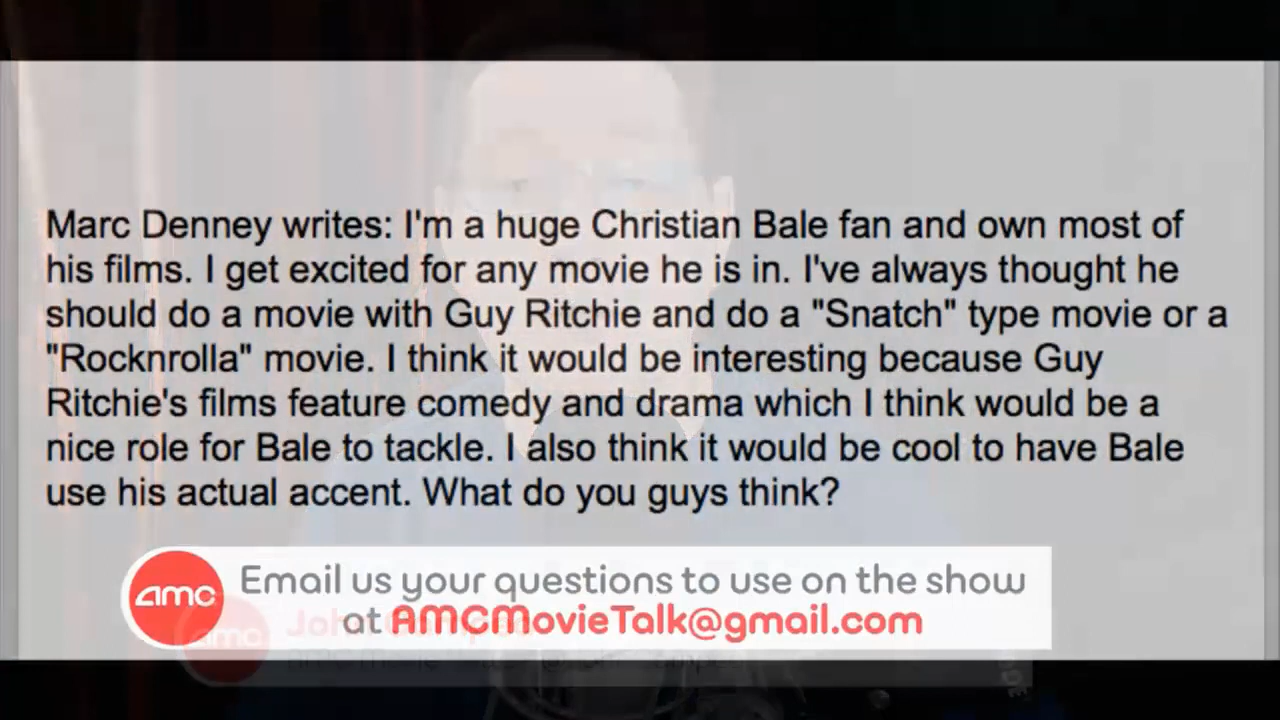 Marc Denney writes: I'm a huge Christian Bale fan and own most of
his films. I get excited for any movie he is in. I've always thought he
should do a movie with Guy Ritchie and do a "Snatch" type movie or a
"Rocknrolla" movie. I think it would be interesting because Guy
Ritchie's films feature comedy and drama which I think would be a
nice role for Bale to tackle. I also think it would be cool to have Bale
use his actual accent. What do you guys think?
amc
Email us your questions to use on the show
at AMCMovieTalk@gmail.com
amc
John